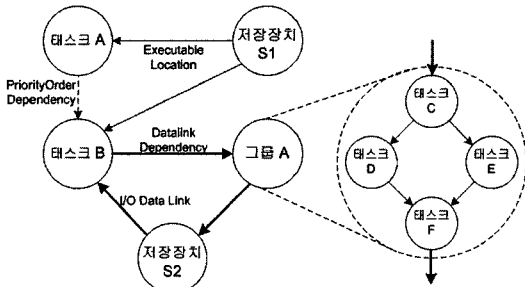 태스크 A
저장장치
S1
Executable
Location
PriorityOrder
Dependency
태스크 B
Datalink
Dependency
그룹 A
I/O Data Link
저장장치
S2
태스크
C
태스크
D
태스크
E
태스크
F